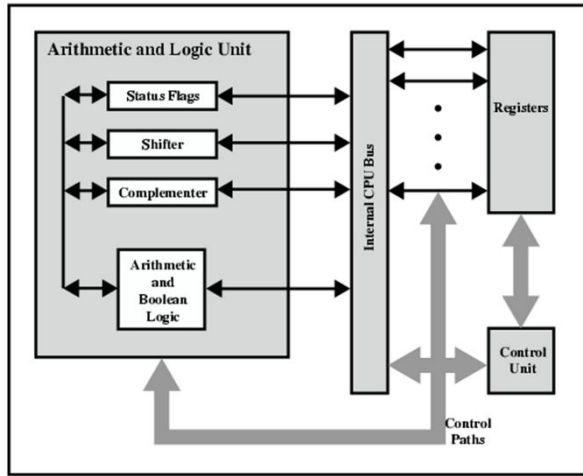 Arithmetic and Logic Unit
Status Flags
Shifter
Complementer
Arithmetic
and
Boolean
Logic
Internal CPU Bus
Registers
Control
Unit
Control
Paths